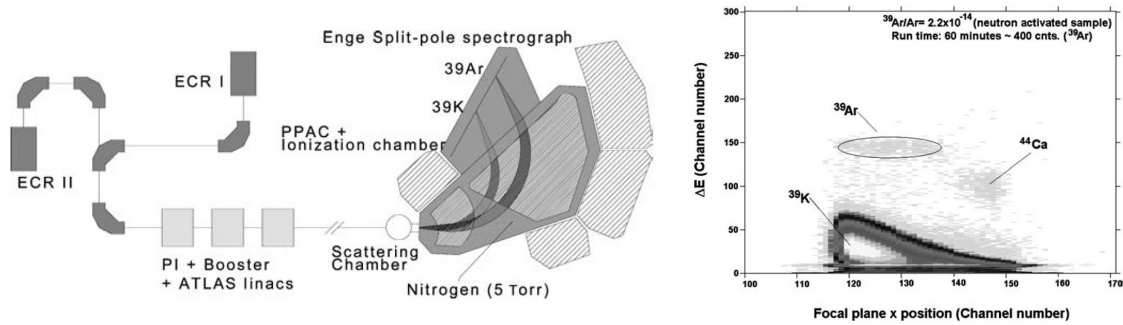 ECR I
ECR II
PI + Booster
+ ATLAS linacs
Enge Split-pole spectrograph
39Ar
39K
PPAC +
Ionization chamber
Scattering
Chamber
Nitrogen (5 Torr)
³⁹Ar/Ar= 2.2x10⁻¹⁴ (neutron activated sample)
Run time: 60 minutes ~ 400 cnts. (³⁹Ar)
ΔE (Channel number)
300
250
200
150
100
50
0
³⁹Ar
⁴⁴Ca
³⁹K
100
110
120
130
140
150
160
170
Focal plane x position (Channel number)